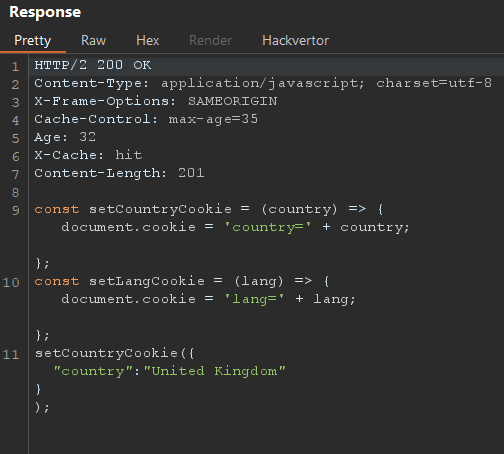 Response
Pretty Raw Hex Render Hackvertor
1 HTTP/2 200 OK
2 Content-Type: application/javascript; charset=utf-8
3 X-Frame-Options: SAMEORIGIN
4 Cache-Control: max-age=35
5 Age: 32
6 X-Cache: hit
7 Content-Length: 201
8
9 const setCountryCookie = (country) => {
document.cookie = 'country=' + country;
};
10 const setLangCookie = (lang) => {
document.cookie = 'lang=' + lang;
};
11 setCountryCookie({
"country":"United Kingdom"
}
);